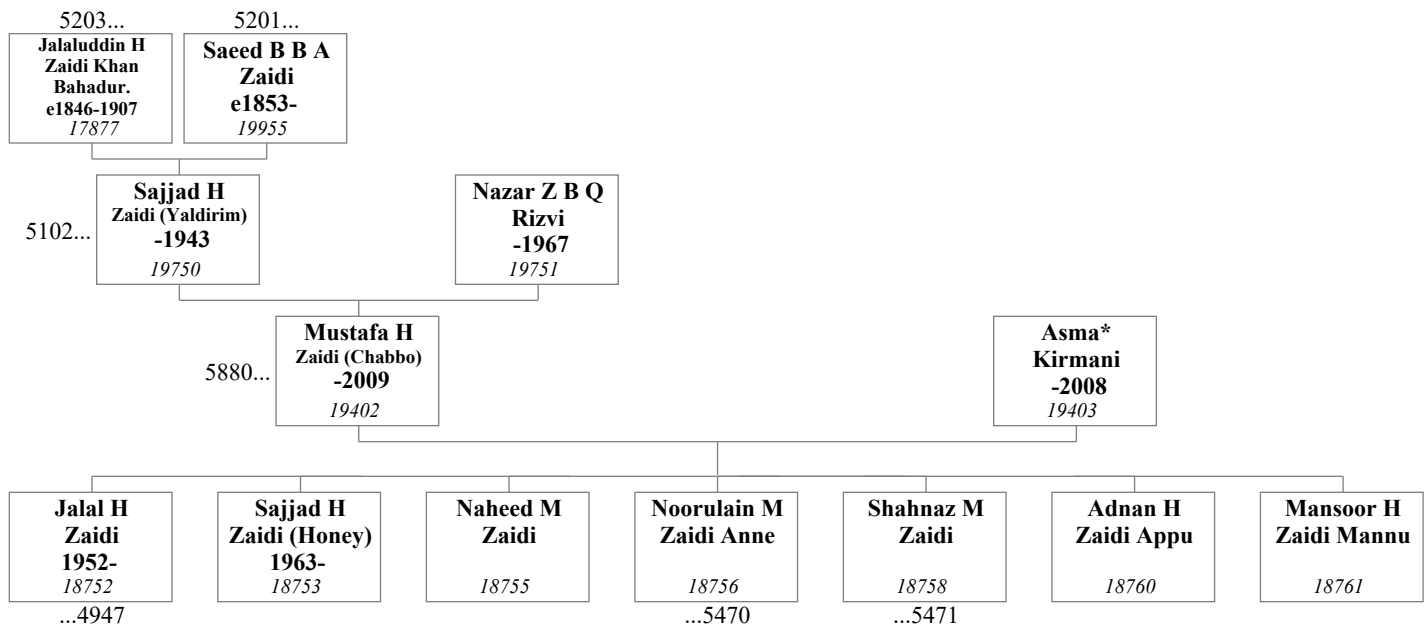 5203...
5201...
Jalaluddin H
Zaidi Khan
Bahadur.
e1846-1907
17877
Saeed B B A
Zaidi
e1853-
19955
5102...
Sajjad H
Zaidi (Yaldirim)
-1943
19750
Nazar Z B Q
Rizvi
-1967
19751
5880...
Mustafa H
Zaidi (Chabbo)
-2009
19402
Asma*
Kirmani
-2008
19403
Jalal H
Zaidi
1952-
18752
...4947
Sajjad H
Zaidi (Honey)
1963-
18753
Naheed M
Zaidi
18755
Noorulain M
Zaidi Anne
18756
...5470
Shahnaz M
Zaidi
18758
...5471
Adnan H
Zaidi Appu
18760
Mansoor H
Zaidi Mannu
18761